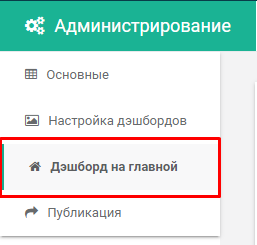 Администрирование
Основные
Настройка дэшбордов
Дэшборд на главной
Публикация